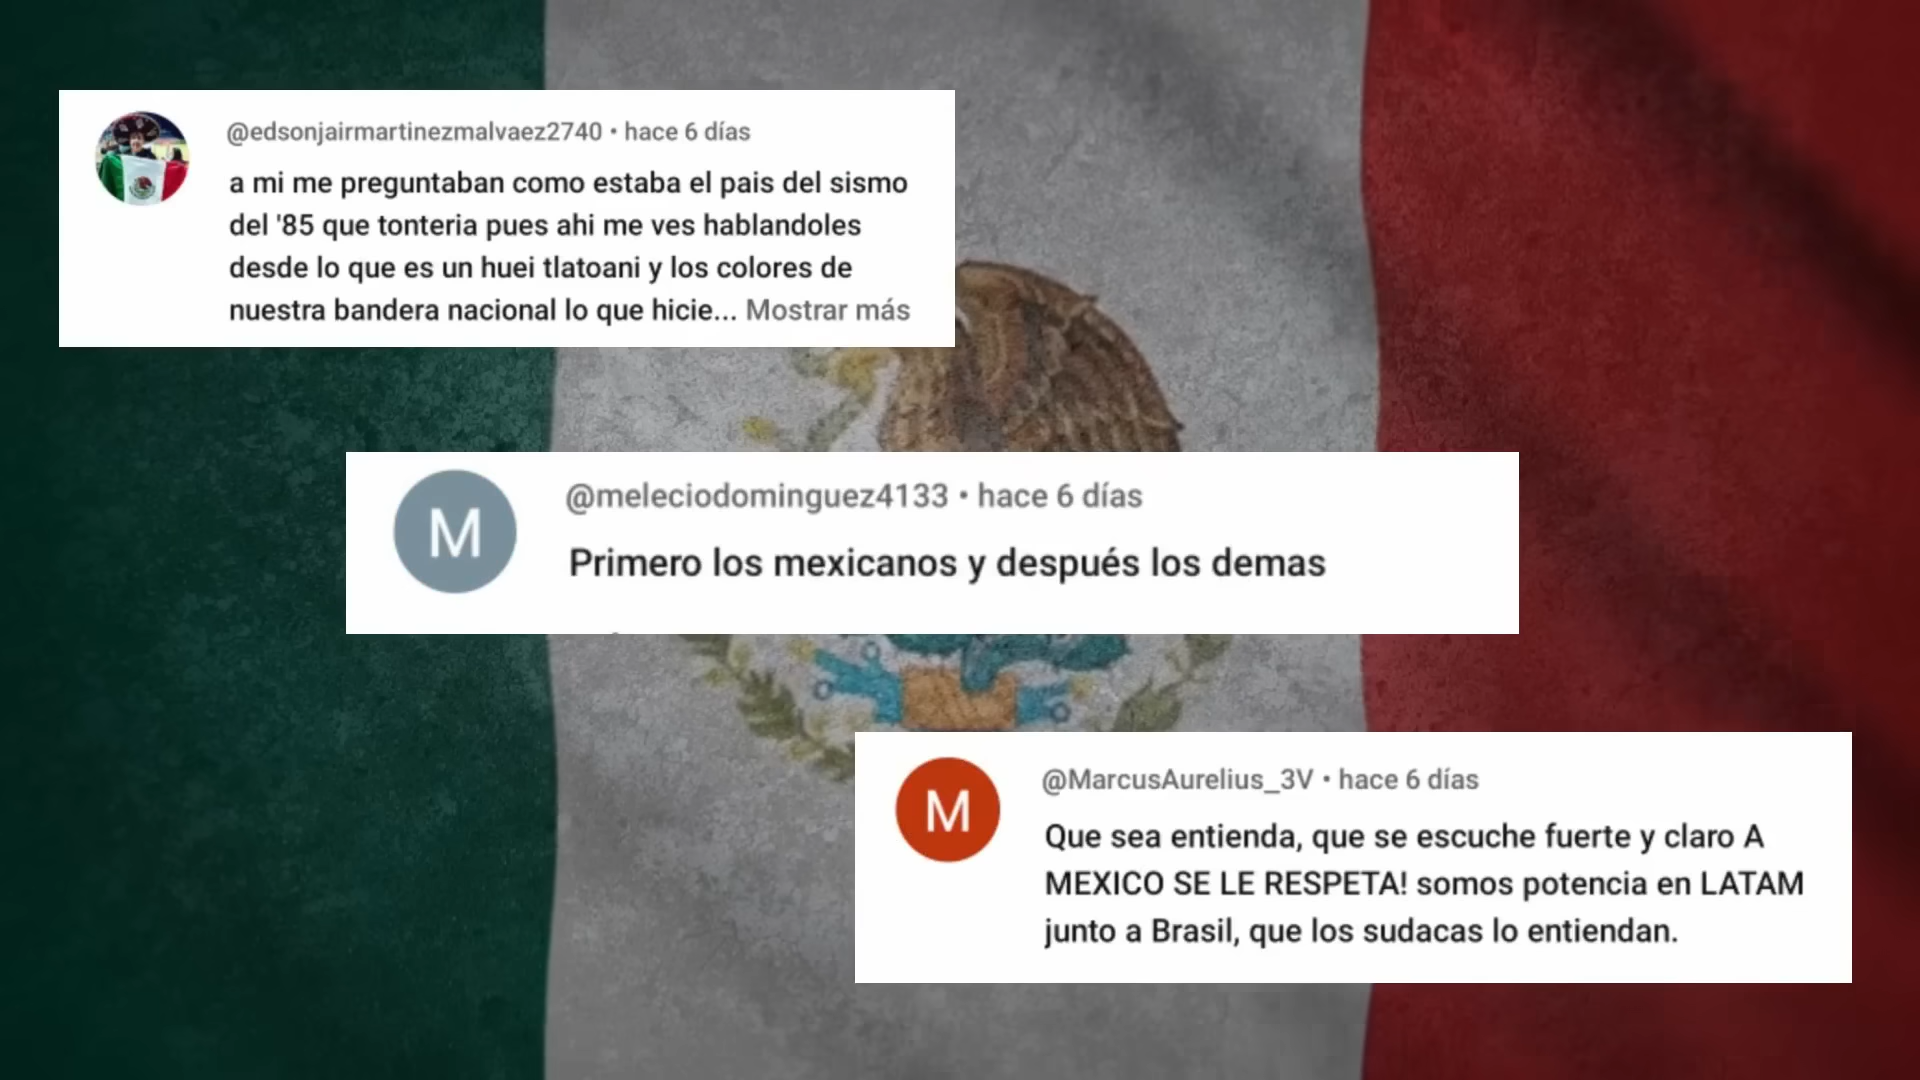 @edsonjairmartinezmalvaez2740 • hace 6 días
a mi me preguntaban como estaba el pais del sismo
del '85 que tonteria pues ahi me ves hablandoles
desde lo que es un huei tlatoani y los colores de
nuestra bandera nacional lo que hicie... Mostrar más
M
@meleciodominguez4133 • hace 6 días
Primero los mexicanos y después los demas
M
@MarcusAurelius_3V • hace 6 días
Que sea entienda, que se escuche fuerte y claro A
MEXICO SE LE RESPETA! somos potencia en LATAM
junto a Brasil, que los sudacas lo entiendan.